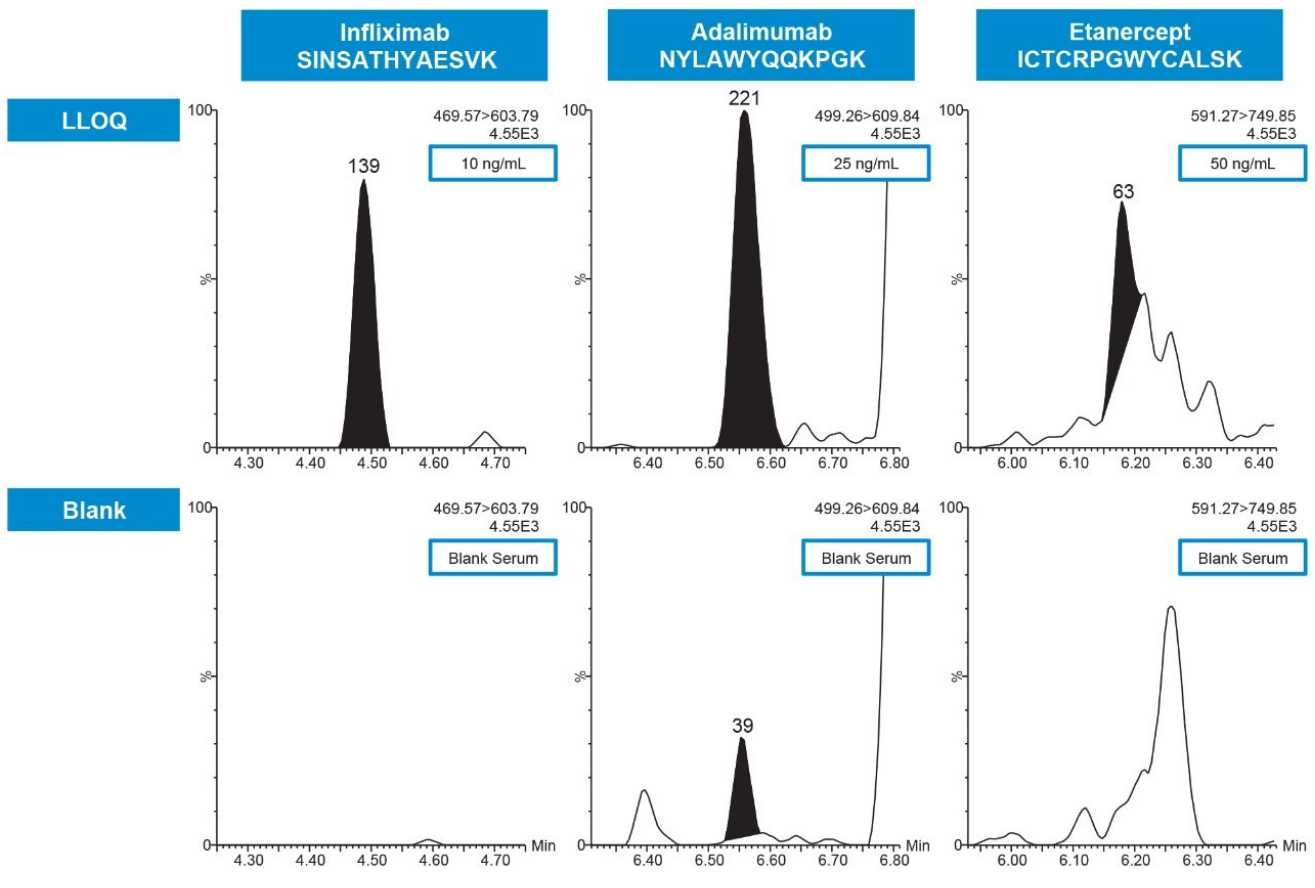 Infliximab
SINSATHYAESVK
Adalimumab
NYLAWYQQKPGK
Etanercept
ICTCRPGWYCALSK
LLOQ
100
%
0
139
469.57>603.79
4.55E3
10 ng/mL
4.30 4.40 4.50 4.60 4.70
100
%
0
221
499.26>609.84
4.55E3
25 ng/mL
6.40 6.50 6.60 6.70 6.80
100
%
0
63
591.27>749.85
4.55E3
50 ng/mL
6.00 6.10 6.20 6.30 6.40
Blank
100
%
0
469.57>603.79
4.55E3
Blank Serum
4.30 4.40 4.50 4.60 4.70 Min
100
%
0
39
499.26>609.84
4.55E3
Blank Serum
6.40 6.50 6.60 6.70 6.80 Min
100
%
0
591.27>749.85
4.55E3
Blank Serum
6.00 6.10 6.20 6.30 6.40 Min